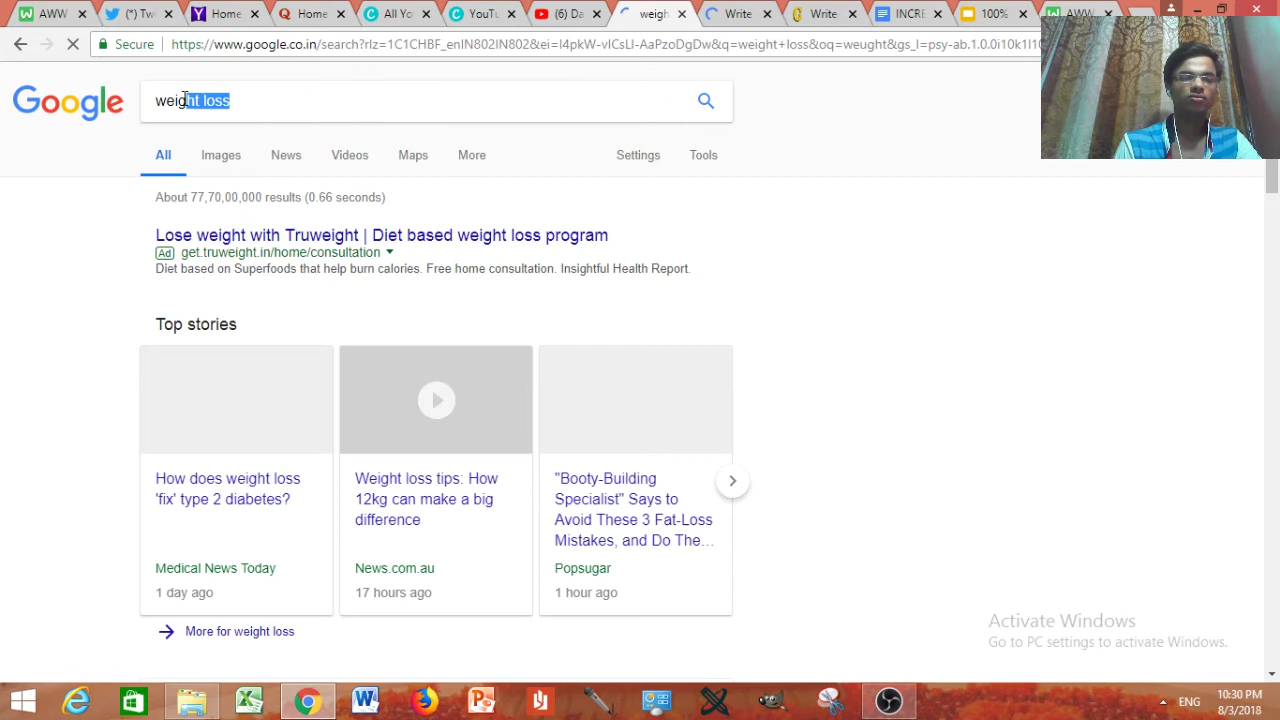 AWW
(*) Tw
Home
Home
All Yo
YouTu
(6) Da
weigh
Write
Write
INCRE
100%
AWW
Secure
https://www.google.co.in/search?rlz=1C1CHBF_enIN802IN802&ei=I4pkW-vICsLI-AaPzoDgDw&q=weight+loss&oq=weught&gs_l=psy-ab.1.0.0i10k1l10
Google
weight loss
All
Images
News
Videos
Maps
More
Settings
Tools
About 77,70,00,000 results (0.66 seconds)
Lose weight with Truweight | Diet based weight loss program
Ad get.truweight.in/home/consultation
Diet based on Superfoods that help burn calories. Free home consultation. Insightful Health Report.
Top stories
How does weight loss
'fix' type 2 diabetes?
Medical News Today
1 day ago
Weight loss tips: How
12kg can make a big
difference
News.com.au
17 hours ago
"Booty-Building
Specialist" Says to
Avoid These 3 Fat-Loss
Mistakes, and Do The...
Popsugar
1 hour ago
More for weight loss
Activate Windows
Go to PC settings to activate Windows.
ENG
10:30 PM
8/3/2018